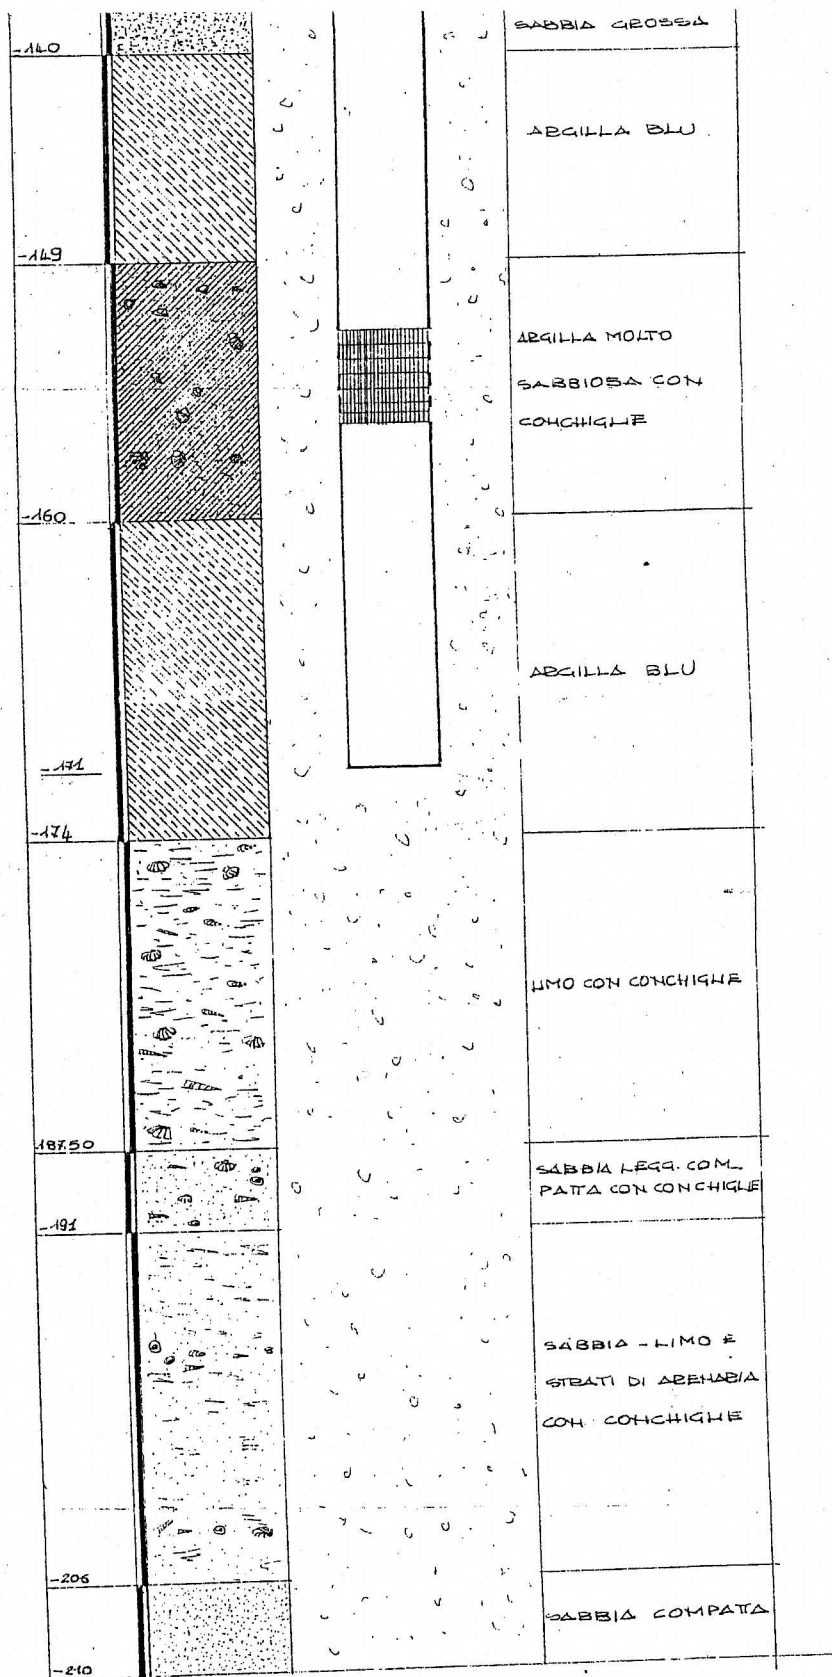 SABBIA GROSSA
-140
ARGILLA BLU
-149
ARGILLA MOLTO
SABBIOSA CON
CONCHIGLIE
-160
ARGILLA BLU
-171
-174
LIMO CON CONCHIGLIE
187.50
SABBIA LEGG. COM_
PATTA CON CONCHIGLIE
-191
SABBIA - LIMO E
STRATI DI ARENARIA
CON CONCHIGLIE
-206
SABBIA COMPATTA
-210